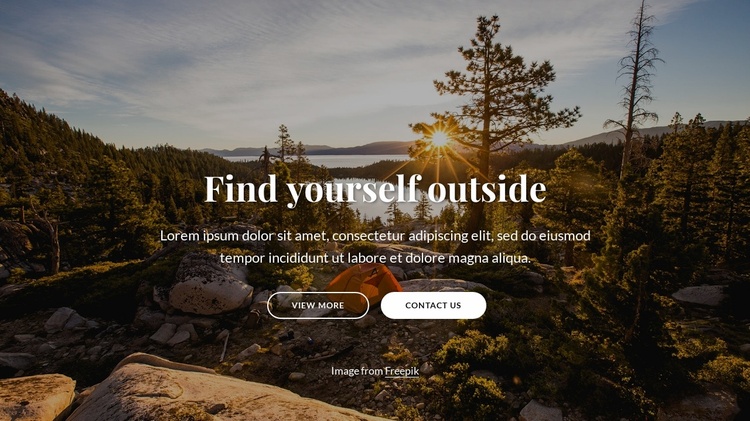 Find yourself outside
Lorem ipsum dolor sit amet, consectetur adipiscing elit, sed do eiusmod
tempor incididunt ut labore et dolore magna aliqua.
VIEW MORE
CONTACT US
Image from Freepik